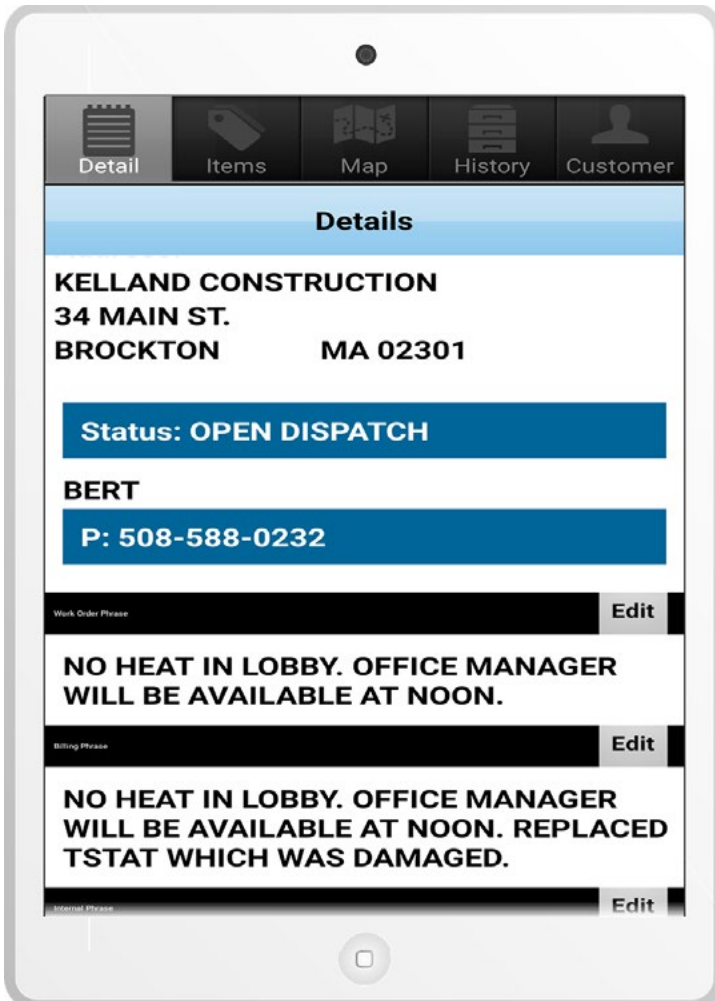 Detail Items Map History Customer
Details
KELLAND CONSTRUCTION
34 MAIN ST.
BROCKTON MA 02301
Status: OPEN DISPATCH
BERT
P: 508-588-0232
Work Order Phrase Edit
NO HEAT IN LOBBY. OFFICE MANAGER
WILL BE AVAILABLE AT NOON.
Billing Phrase Edit
NO HEAT IN LOBBY. OFFICE MANAGER
WILL BE AVAILABLE AT NOON. REPLACED
TSTAT WHICH WAS DAMAGED.
Internal Phrase Edit